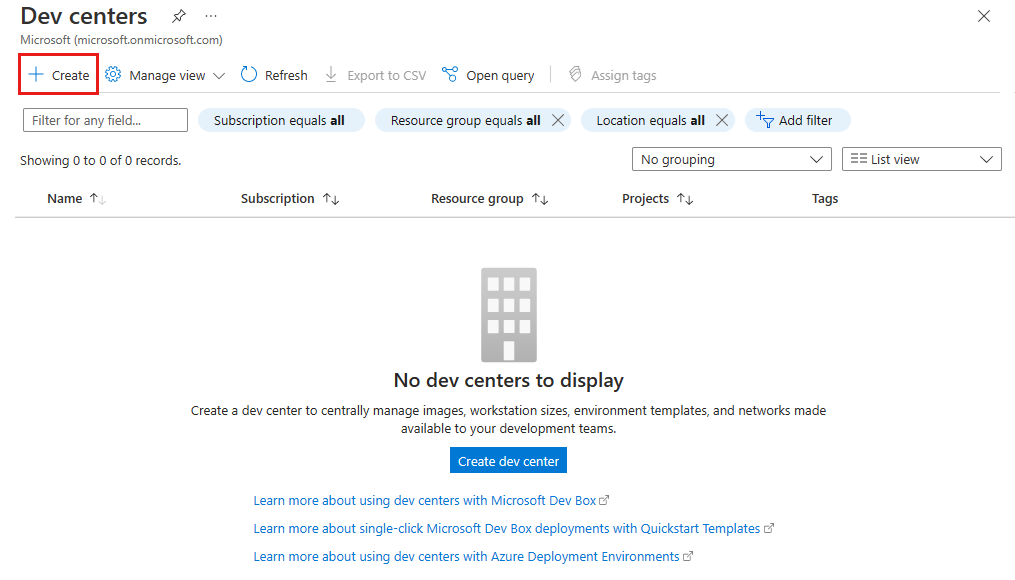 Dev centers
Microsoft (microsoft.onmicrosoft.com)
Create Manage view Refresh Export to CSV Open query Assign tags
Filter for any field... Subscription equals all Resource group equals all Location equals all Add filter
Showing 0 to 0 of 0 records. No grouping List view
Name Subscription Resource group Projects Tags
No dev centers to display
Create a dev center to centrally manage images, workstation sizes, environment templates, and networks made
available to your development teams.
Create dev center
Learn more about using dev centers with Microsoft Dev Box
Learn more about single-click Microsoft Dev Box deployments with Quickstart Templates
Learn more about using dev centers with Azure Deployment Environments